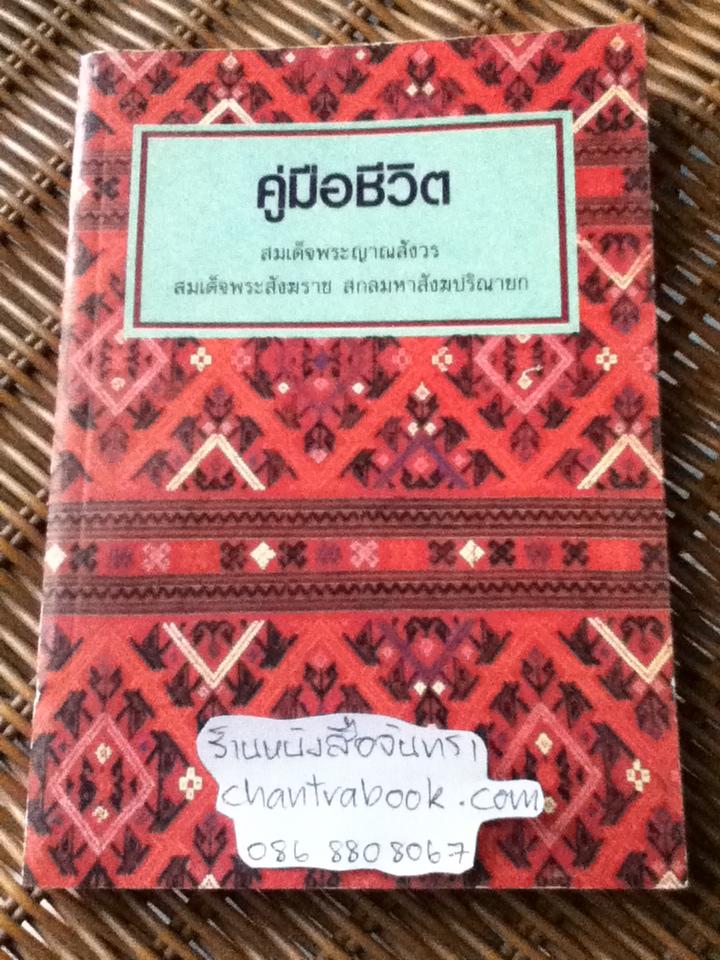 คู่มือชีวิต
สมเด็จพระญาณสังวร
สมเด็จพระสังฆราช สกลมหาสังฆปริณายก
ร้านหนังสือจันทรา
chantrabook.com
086 8808067